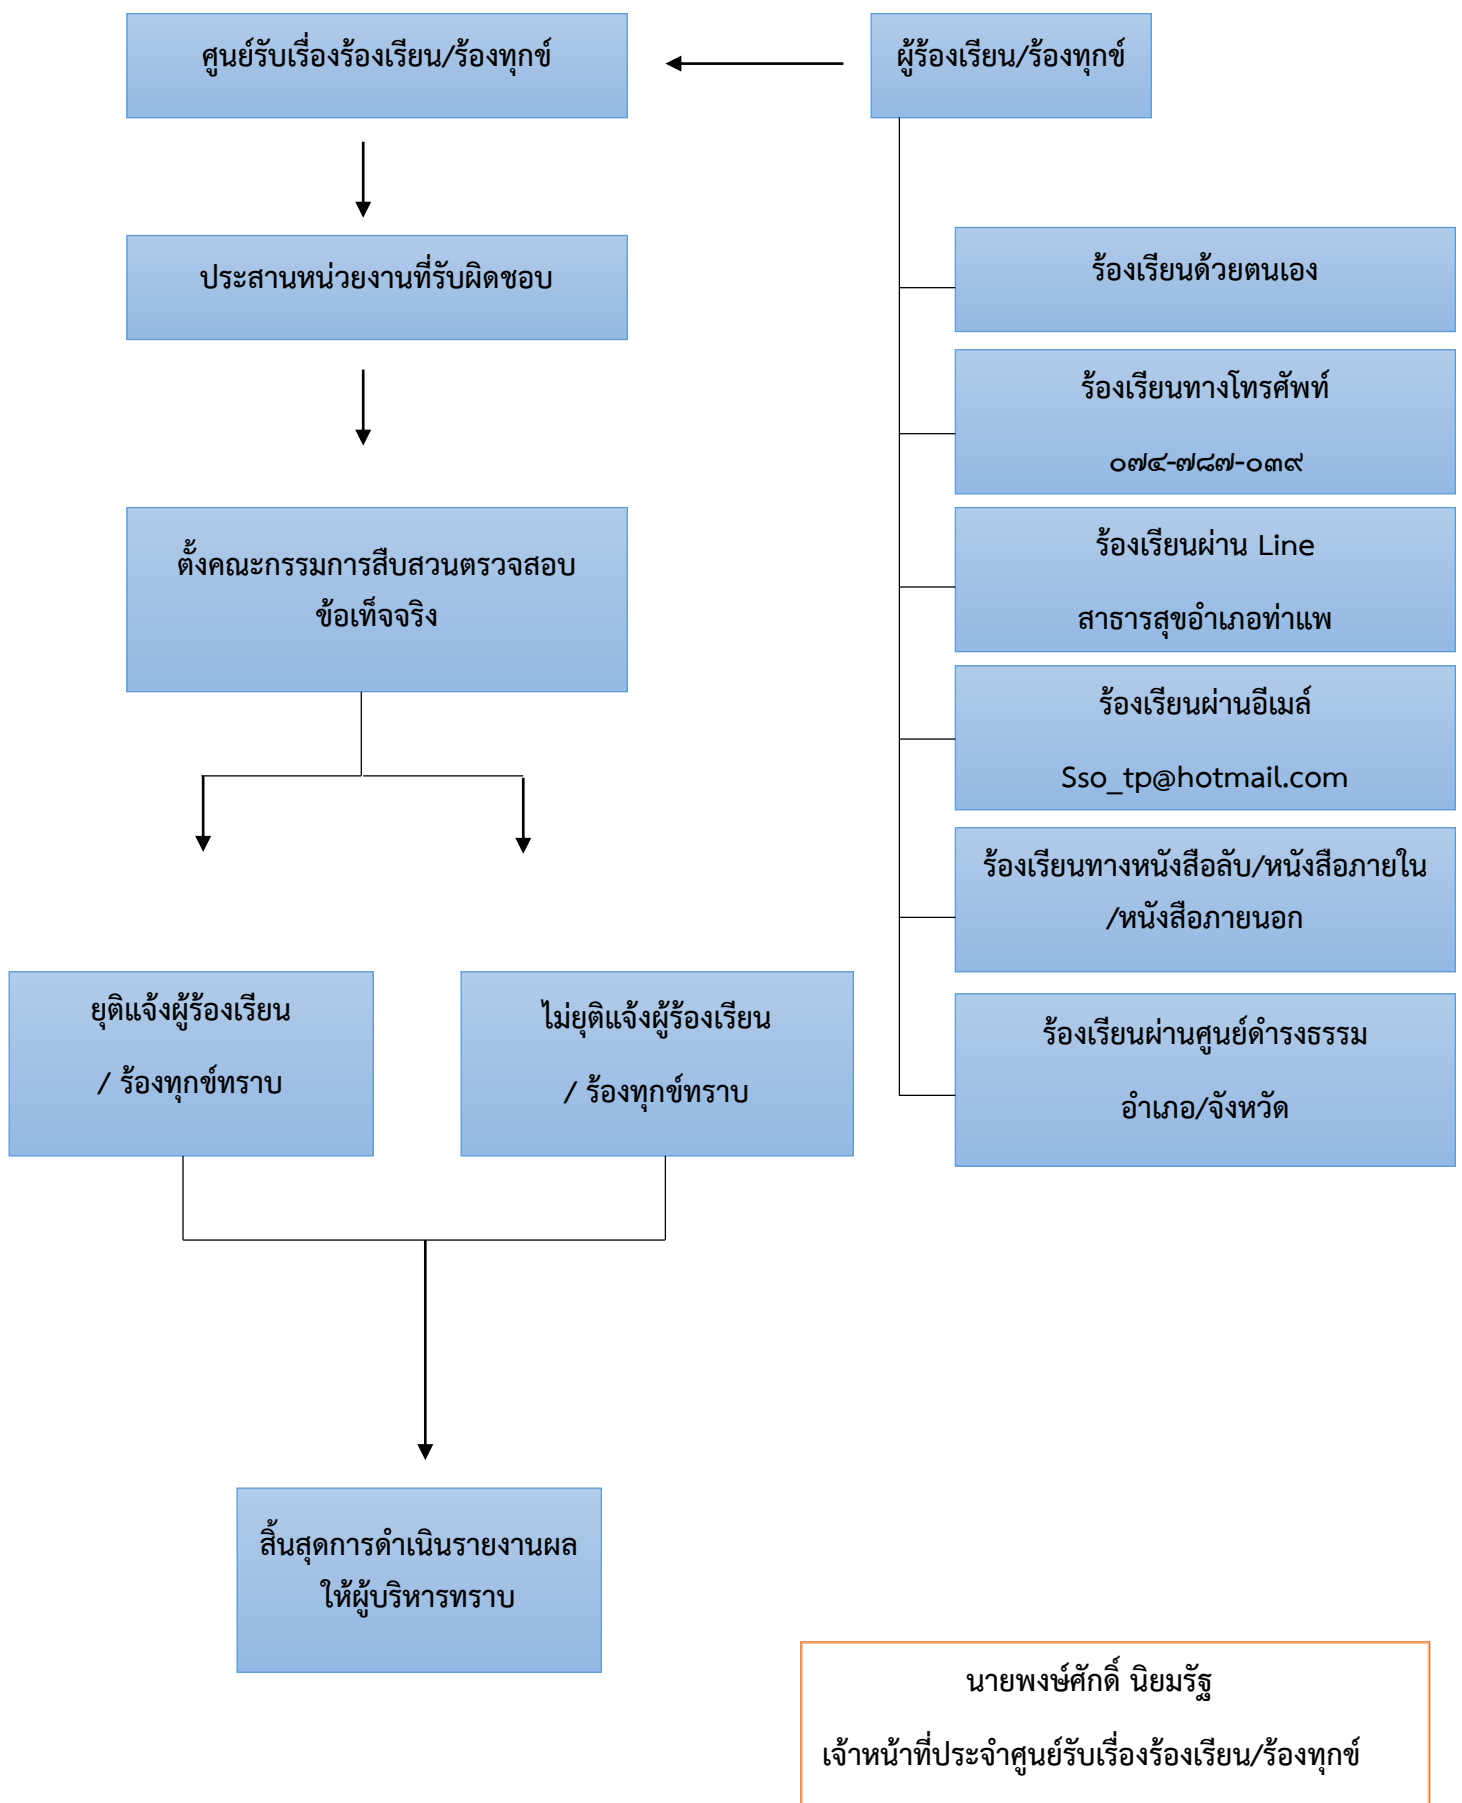 ศูนย์รับเรื่องร้องเรียน/ร้องทุกข์
ผู้ร้องเรียน/ร้องทุกข์
ประสานหน่วยงานที่รับผิดชอบ
ตั้งคณะกรรมการสืบสวนตรวจสอบ
ข้อเท็จจริง
ยุติแจ้งผู้ร้องเรียน
/ ร้องทุกข์ทราบ
ไม่ยุติแจ้งผู้ร้องเรียน
/ ร้องทุกข์ทราบ
สิ้นสุดการดำเนินรายงานผล
ให้ผู้บริหารทราบ
ร้องเรียนด้วยตนเอง
ร้องเรียนทางโทรศัพท์
๐๗๔-๗๘๗-๐๓๙
ร้องเรียนผ่าน Line
สาธารสุขอำเภอท่าแพ
ร้องเรียนผ่านอีเมล์
Sso_tp@hotmail.com
ร้องเรียนทางหนังสือลับ/หนังสือภายใน
/หนังสือภายนอก
ร้องเรียนผ่านศูนย์ดำรงธรรม
อำเภอ/จังหวัด
นายพงษ์ศักดิ์ นิยมรัฐ
เจ้าหน้าที่ประจำศูนย์รับเรื่องร้องเรียน/ร้องทุกข์